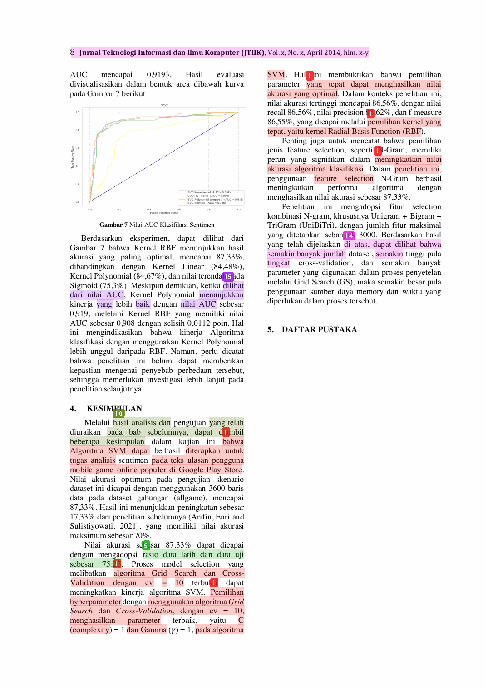 8 Jurnal Teknologi Informasi dan Ilmu Komputer (JTIIK), Vol. x, No. x, April 2014, hlm. x-y
AUC mencapai 0,9193. Hasil evaluasi
divisualisasikan dalam bentuk area dibawah kurva
pada Gambar 7 berikut
Gambar 7 Nilai AUC Klasifikasi Sentimen
Berdasarkan eksperimen, dapat dilihat dari
Gambar 7 bahwa Kernel RBF menunjukkan hasil
akurasi yang paling optimal, mencapai 87,33%,
dibandingkan dengan Kernel Linear (84,48%),
Kernel Polynomial (84,67%), dan nilai terendah pada
Sigmoid (75,3%). Meskipun demikian, ketika dilihat
dari nilai AUC, Kernel Polynomial menunjukkan
kinerja yang lebih baik dengan nilai AUC sebesar
0,919, melebihi Kernel RBF yang memiliki nilai
AUC sebesar 0,908 dengan selisih 0,0112 poin. Hal
ini mengindikasikan bahwa kinerja Algoritma
klasifikasi dengan menggunakan Kernel Polynomial
lebih unggul daripada RBF. Namun, perlu dicatat
bahwa penelitian ini belum dapat memberikan
kepastian mengenai penyebab perbedaan tersebut,
sehingga memerlukan investigasi lebih lanjut pada
penelitian selanjutnya
4. KESIMPULAN
Melalui hasil analisis dan pengujian yang telah
diuraikan pada bab sebelumnya, dapat diambil
beberapa kesimpulan dalam kajian ini bahwa
Algoritma SVM dapat berhasil diterapkan untuk
tugas analisis sentimen pada teks ulasan pengguna
mobile game online populer di Google Play Store.
Nilai akurasi optimum pada pengujian skenario
dataset ini dicapai dengan menggunakan 3600 baris
data pada dataset gabungan (allgame), mencapai
87,33%. Hasil ini menunjukkan peningkatan sebesar
17,33% dari penelitian sebelumnya (Arifin, Fitri and
Sulistiyowati, 2021), yang memiliki nilai akurasi
maksimum sebesar 70%.
Nilai akurasi sebesar 87.33% dapat dicapai
dengan mengadopsi rasio data latih dan data uji
sebesar 75:. Proses model selection yang
melibatkan algoritma Grid Search dan Cross-
Validation dengan cv = 10 terbukti dapat
meningkatkan kinerja algoritma SVM. Pemilihan
hyperparameter dengan menggunakan algoritma Grid
Search dan Cross-Validation, dengan cv = 10,
menghasilkan parameter terbaik, yaitu C
(complexity) = 1 dan Gamma (γ) = 1, pada algoritma
SVM. Hal ini membuktikan bahwa pemilihan
parameter yang tepat dapat menghasilkan nilai
akurasi yang optimal. Dalam konteks penelitian ini,
nilai akurasi tertinggi mencapai 86,56%, dengan nilai
recall 86,56%, nilai precision 62%, dan f measure
86,55%, yang dicapai melalui pemilihan kernel yang
tepat, yaitu kernel Radial Basis Function (RBF).
Penting juga untuk mencatat bahwa pemilihan
jenis feature selection, seperti N-Gram, memiliki
peran yang signifikan dalam meningkatkan nilai
akurasi algoritma klasifikasi. Dalam penelitian ini,
penggunaan feature selection N-Gram berhasil
meningkatkan performa algoritma dengan
menghasilkan nilai akurasi sebesar 87.33%.
Penelitian ini mengadopsi fitur selection
kombinasi N-gram, khususnya Unigram + Bigram +
TriGram (UniBiTri), dengan jumlah fitur maksimal
yang ditetapkan sebanyak 3000. Berdasarkan hasil
yang telah dijelaskan di atas, dapat dilihat bahwa
semakin banyak jumlah dataset, semakin tinggi pula
tingkat cross-validation, dan semakin banyak
parameter yang digunakan dalam proses penyetelan
melalui Grid Search (GS), maka semakin besar pula
penggunaan sumber daya memori dan waktu yang
diperlukan dalam proses tersebut.
5. DAFTAR PUSTAKA